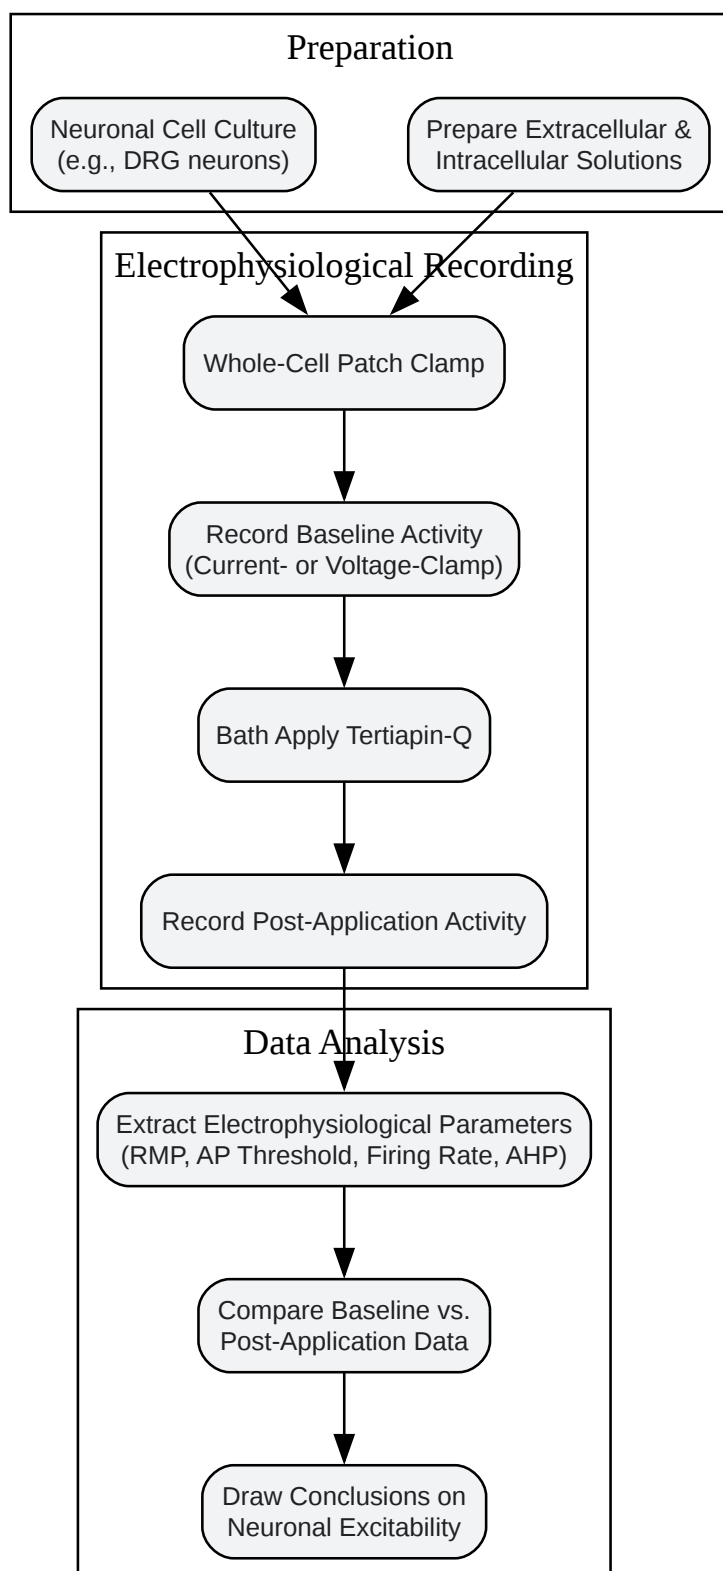 Preparation
Neuronal Cell Culture
(e.g., DRG neurons)
Prepare Extracellular &
Intracellular Solutions
Electrophysiological Recording
Whole-Cell Patch Clamp
Record Baseline Activity
(Current- or Voltage-Clamp)
Bath Apply Tertiapin-Q
Record Post-Application Activity
Data Analysis
Extract Electrophysiological Parameters
(RMP, AP Threshold, Firing Rate, AHP)
Compare Baseline vs.
Post-Application Data
Draw Conclusions on
Neuronal Excitability